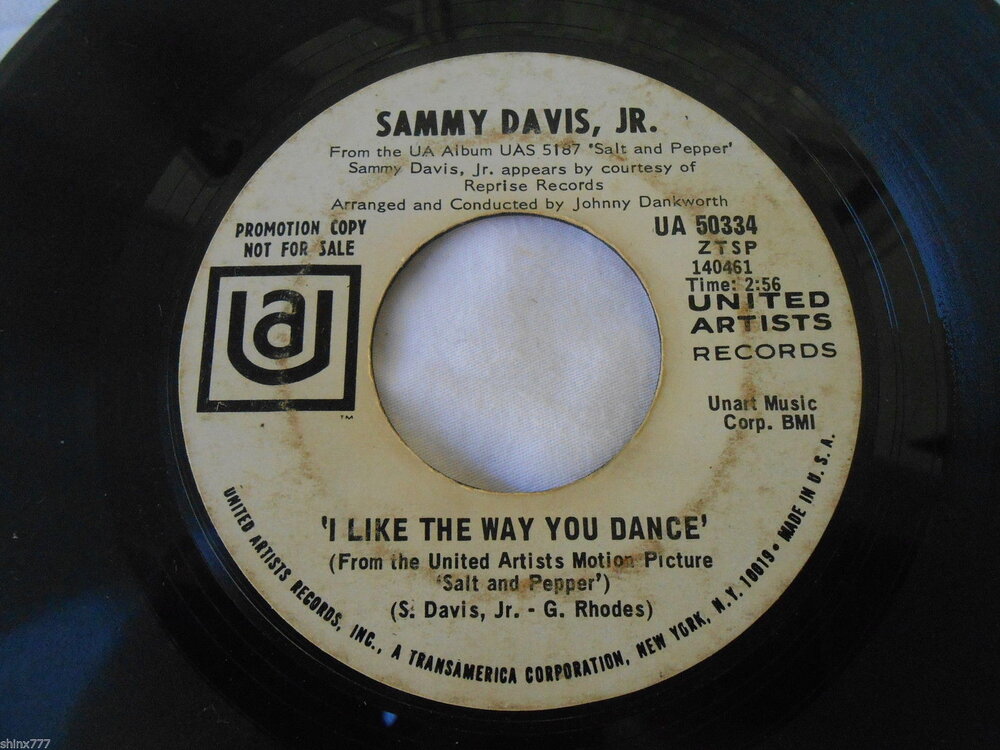 SAMMY DAVIS, JR.
From the UA Album UAS 5187 'Salt and Pepper'
Sammy Davis, Jr. appears by courtesy of
Reprise Records
Arranged and Conducted by Johnny Dankworth
PROMOTION COPY
NOT FOR SALE
UA
TM
UA 50334
ZTSP
140461
Time: 2:56
UNITED
ARTISTS
RECORDS
Unart Music
Corp. BMI
'I LIKE THE WAY YOU DANCE'
(From the United Artists Motion Picture
'Salt and Pepper')
(S. Davis, Jr. - G. Rhodes)
UNITED ARTISTS RECORDS, INC., A TRANSAMERICA CORPORATION, NEW YORK, N.Y. 10019 • MADE IN U.S.A.
shinx777